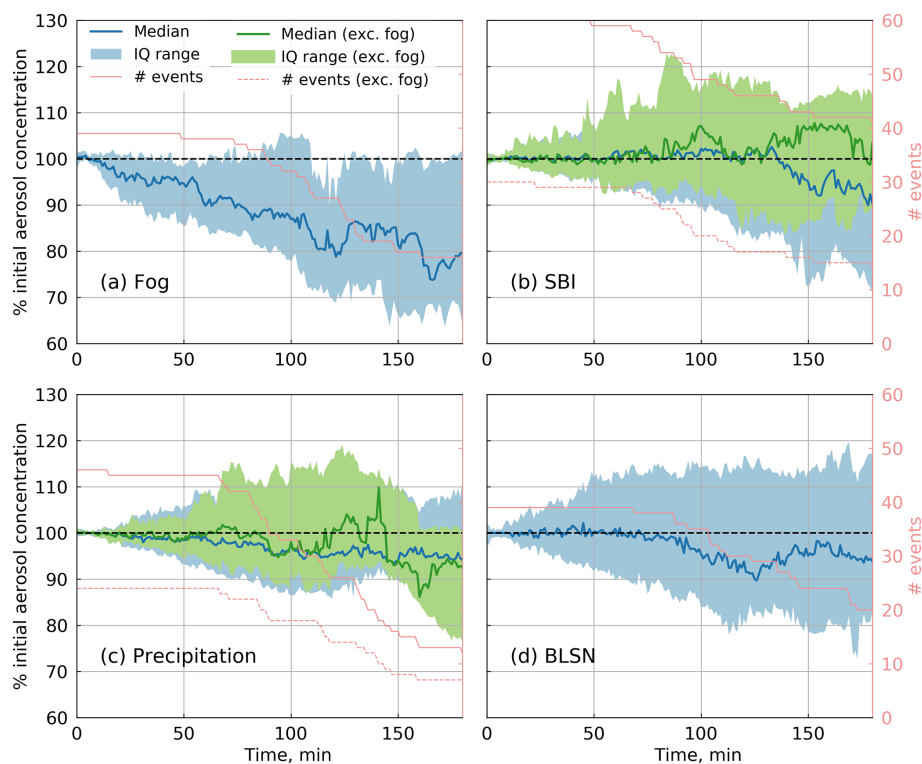 130
120
110
100
90
80
70
60
% initial aerosol concentration
Median
IQ range
# events
Median (exc. fog)
IQ range (exc. fog)
# events (exc. fog)
(a) Fog
0
50
100
150
(b) SBI
60
50
40
30
20
10
0
# events
0
50
100
150
130
120
110
100
90
80
70
60
% initial aerosol concentration
(c) Precipitation
0
50
100
150
Time, min
(d) BLSN
60
50
40
30
20
10
0
# events
0
50
100
150
Time, min